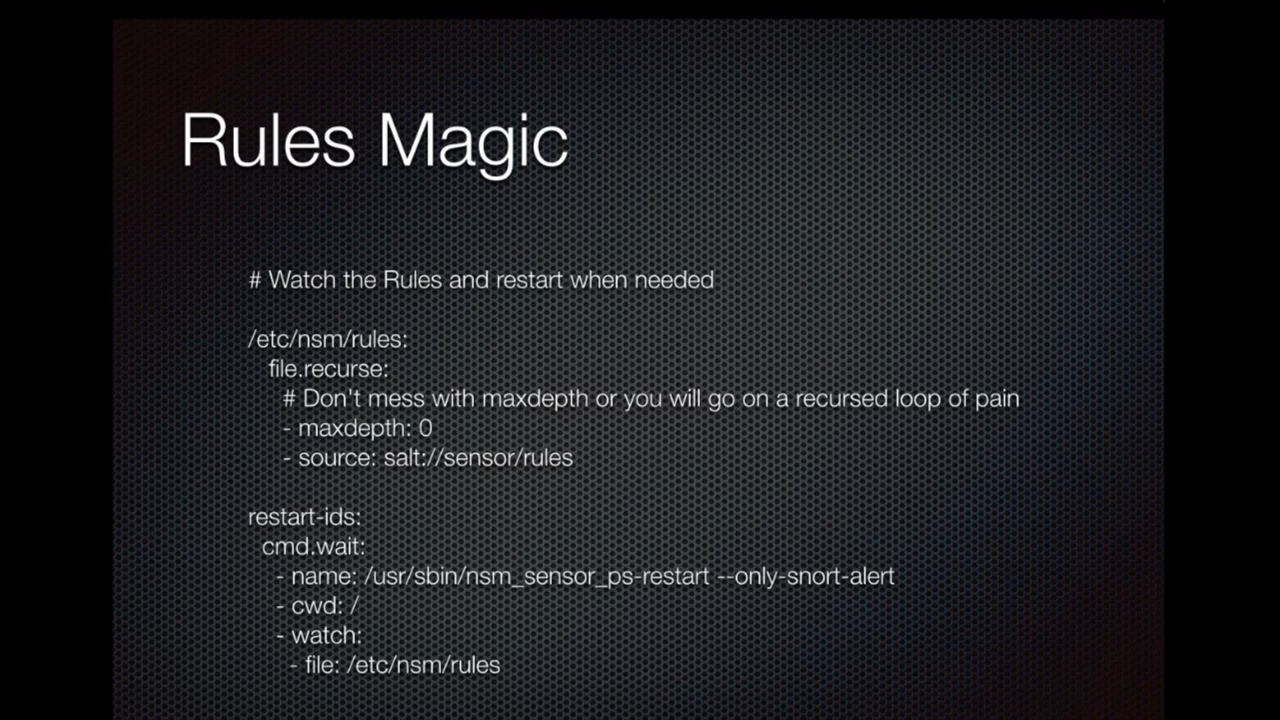 Rules Magic
# Watch the Rules and restart when needed
/etc/nsm/rules:
file.recurse:
# Don't mess with maxdepth or you will go on a recursed loop of pain
- maxdepth: 0
- source: salt://sensor/rules
restart-ids:
cmd.wait:
- name: /usr/sbin/nsm_sensor_ps-restart --only-snort-alert
- cwd: /
- watch:
- file: /etc/nsm/rules